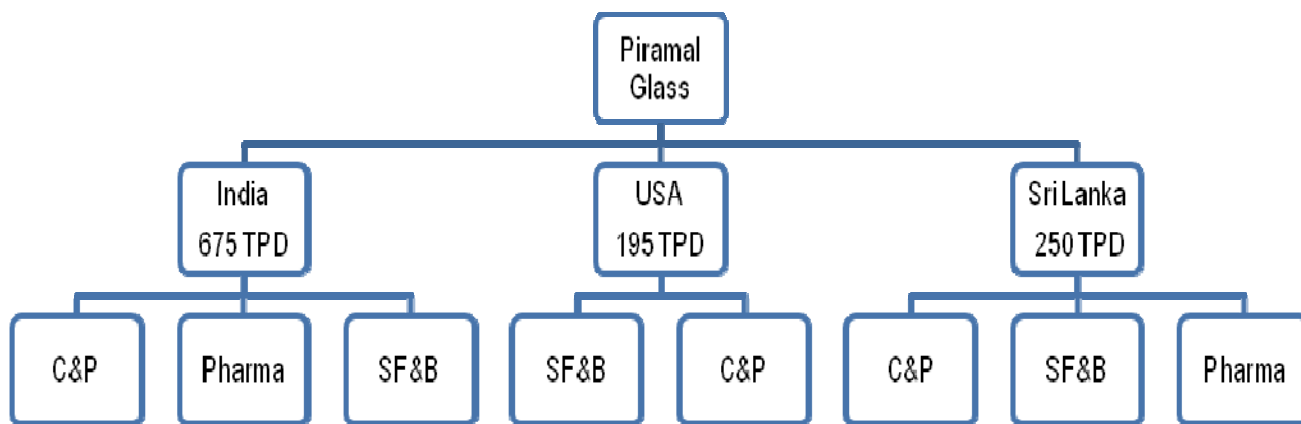 Piramal
Glass
India
675 TPD
USA
195 TPD
Sri Lanka
250 TPD
C&P
Pharma
SF&B
SF&B
C&P
C&P
SF&B
Pharma